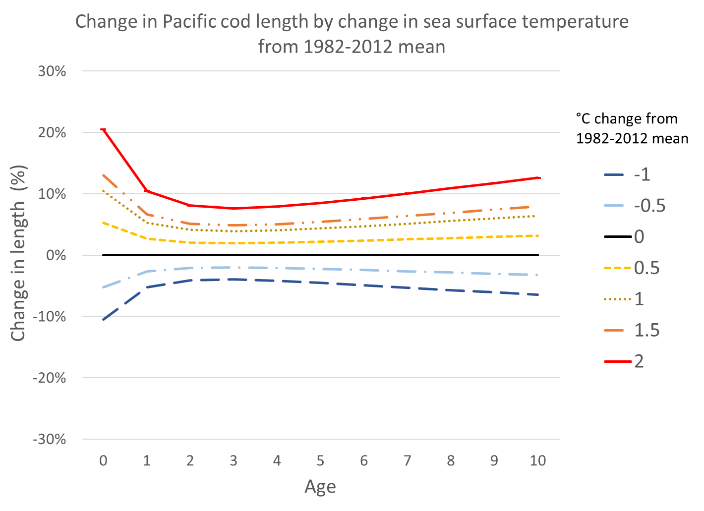 Change in Pacific cod length by change in sea surface temperature
from 1982-2012 mean
30%
20%
10%
0%
-10%
-20%
-30%
Change in length (%)
0 1 2 3 4 5 6 7 8 9 10
Age
°C change from
1982-2012 mean
-1
-0.5
0
0.5
1
1.5
2